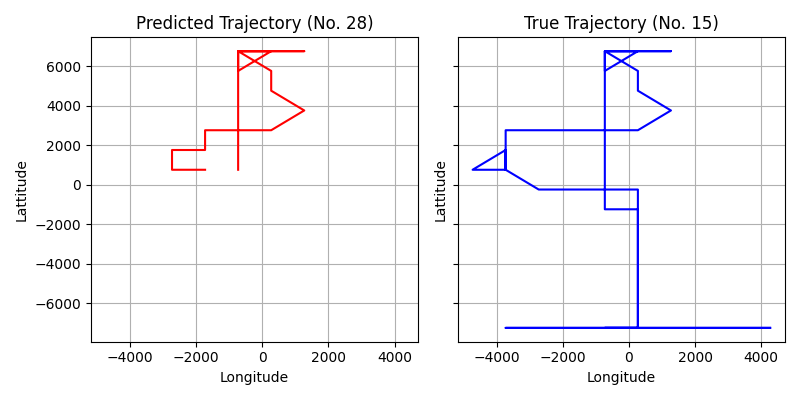 Predicted Trajectory (No. 28)
True Trajectory (No. 15)
Lattitude
6000
4000
2000
0
−2000
−4000
−6000
−4000 −2000 0 2000 4000
Longitude
Lattitude
−4000 −2000 0 2000 4000
Longitude